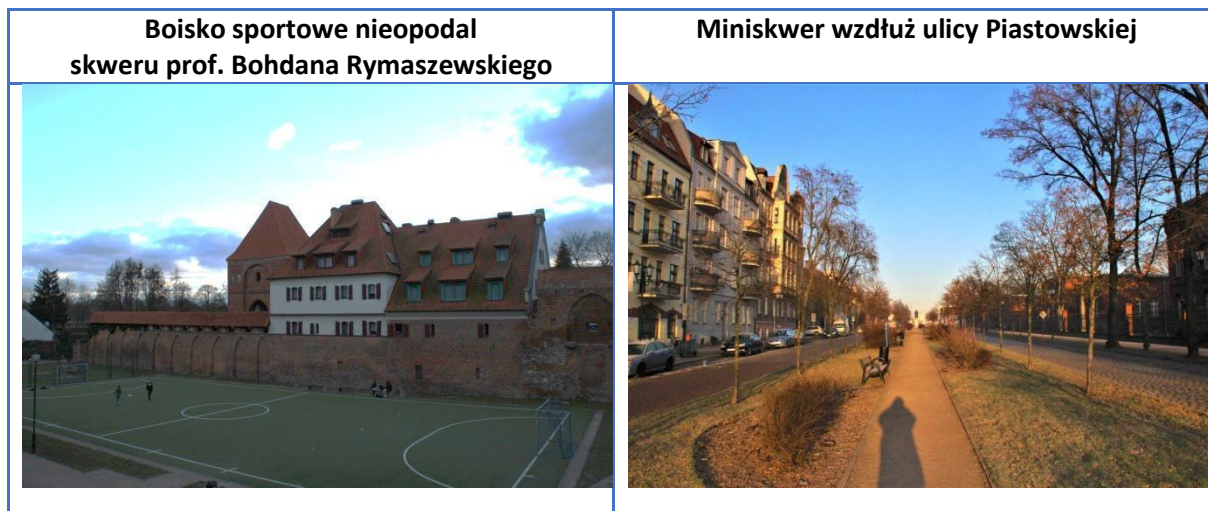 Boisko sportowe nieopodal
skweru prof. Bohdana Rymaszewskiego
Miniskwer wzdłuż ulicy Piastowskiej